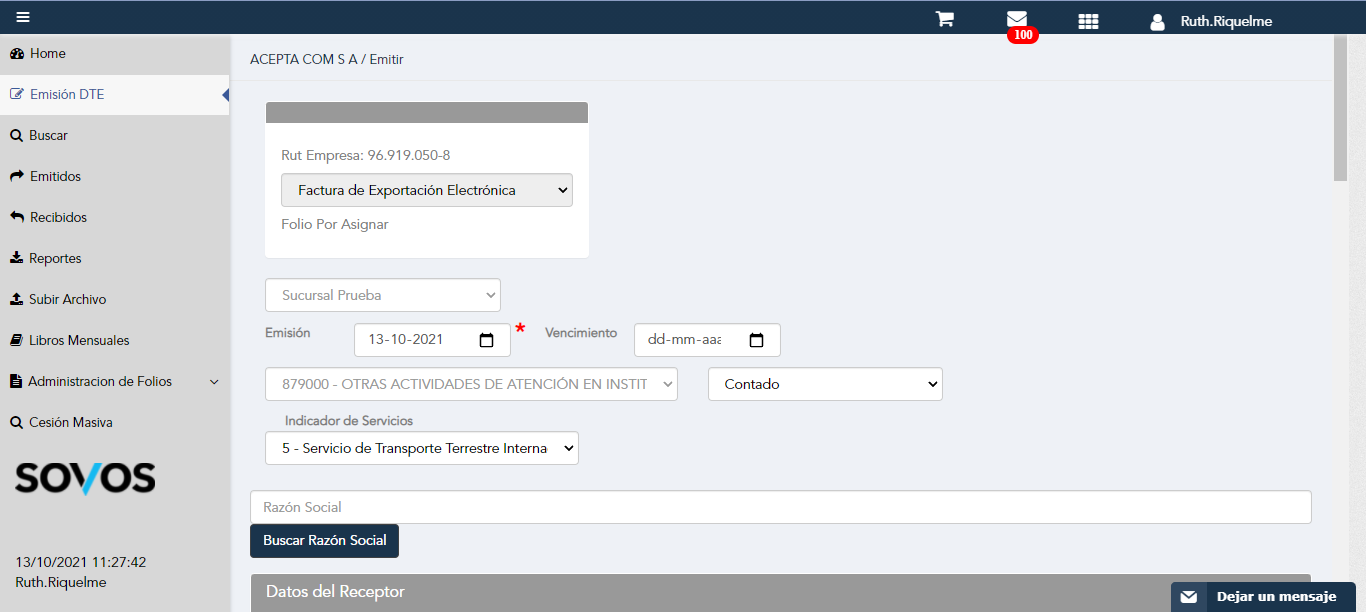 Ruth.Riquelme
100
Home
Emisión DTE
Buscar
Emitidos
Recibidos
Reportes
Subir Archivo
Libros Mensuales
Administracion de Folios
Cesión Masiva
SOVOS
13/10/2021 11:27:42
Ruth.Riquelme
ACEPTA COM S A / Emitir
Rut Empresa: 96.919.050-8
Factura de Exportación Electrónica
Folio Por Asignar
Sucursal Prueba
Emisión 13-10-2021 * Vencimiento dd-mm-aaa
879000 - OTRAS ACTIVIDADES DE ATENCIÓN EN INSTIT Contado
Indicador de Servicios
5 - Servicio de Transporte Terrestre Interna
Razón Social
Buscar Razón Social
Datos del Receptor
Dejar un mensaje